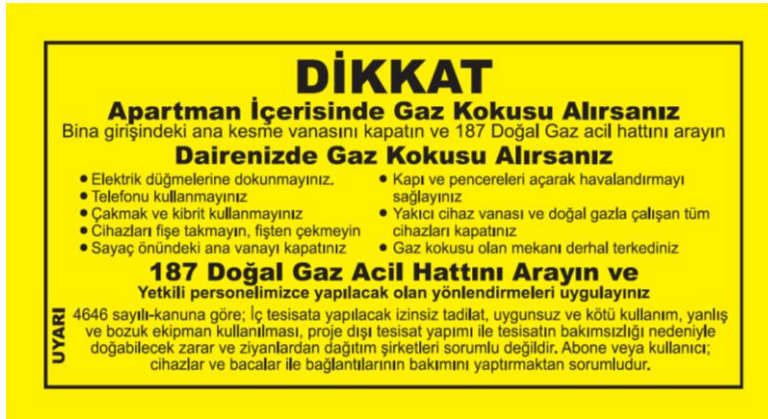 DİKKAT
Apartman İçerisinde Gaz Kokusu Alırsanız
Bina girişindeki ana kesme vanasını kapatın ve 187 Doğal Gaz acil hattını arayın
Dairenizde Gaz Kokusu Alırsanız
• Elektrik düğmelerine dokunmayınız.
• Telefonu kullanmayınız
• Çakmak ve kibrit kullanmayınız
• Cihazları fişe takmayın, fişten çekmeyin
• Sayaç önündeki ana vanayı kapatınız
• Kapı ve pencereleri açarak havalandırmayı
sağlayınız
• Yakıcı cihaz vanası ve doğal gazla çalışan tüm
cihazları kapatınız
• Gaz kokusu olan mekanı derhal terkediniz
187 Doğal Gaz Acil Hattını Arayın ve
Yetkili personelimizce yapılacak olan yönlendirmeleri uygulayınız
UYARI
4646 sayılı-kanuna göre; İç tesisata yapılacak izinsiz tadilat, uygunsuz ve kötü kullanım, yanlış
ve bozuk ekipman kullanılması, proje dışı tesisat yapımı ile tesisatın bakımsızlığı nedeniyle
doğabilecek zarar ve ziyanlardan dağıtım şirketleri sorumlu değildir. Abone veya kullanıcı;
cihazlar ve bacalar ile bağlantılarının bakımını yaptırmaktan sorumludur.